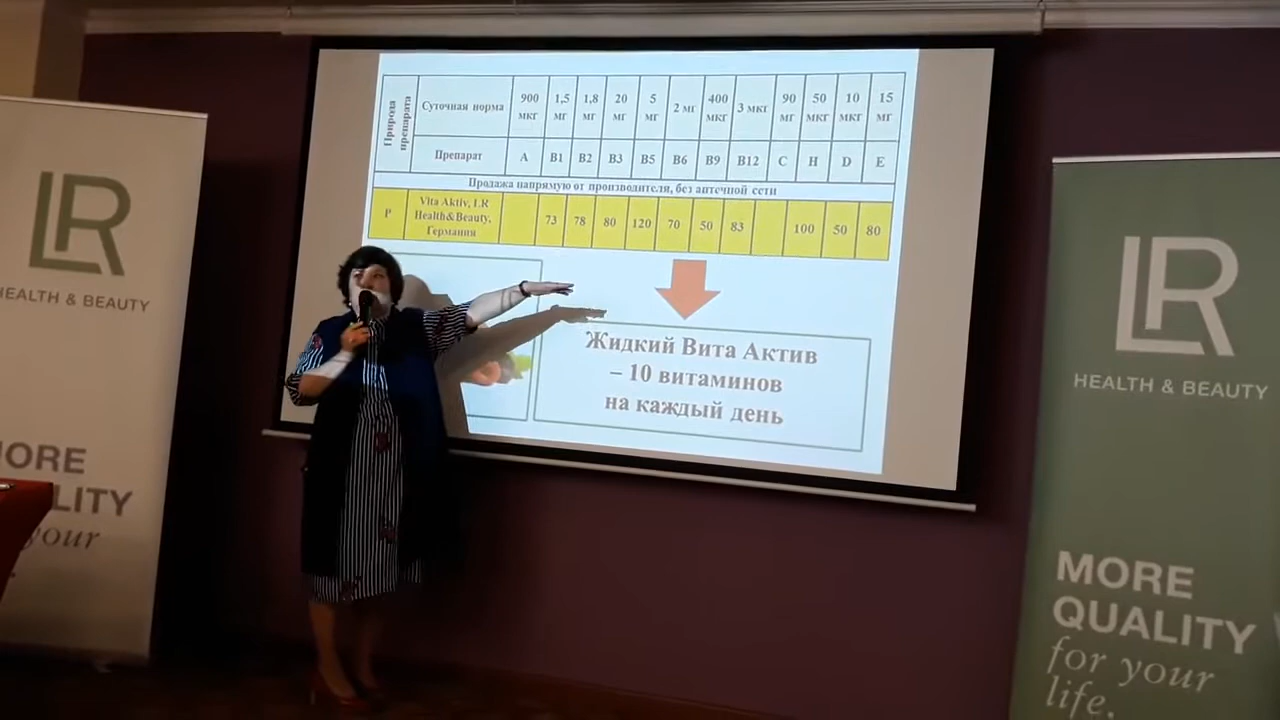 Природа препарата
Суточная норма
900 мкг
1,5 мг
1,8 мг
20 мг
5 мг
2 мг
400 мкг
3 мкг
90 мг
50 мкг
10 мкг
15 мг
Препарат
A
B1
B2
B3
B5
B6
B9
B12
C
H
D
E
Продажа напрямую от производителя, без аптечной сети
Р
Vita Aktiv, LR
Health&Beauty,
Германия
73
78
80
120
70
50
83
100
50
80
Жидкий Вита Актив
– 10 витаминов
на каждый день
LR
HEALTH & BEAUTY
MORE
QUALITY
for your
life.
LR
HEALTH & BEAUTY
MORE
QUALITY
for your
life.